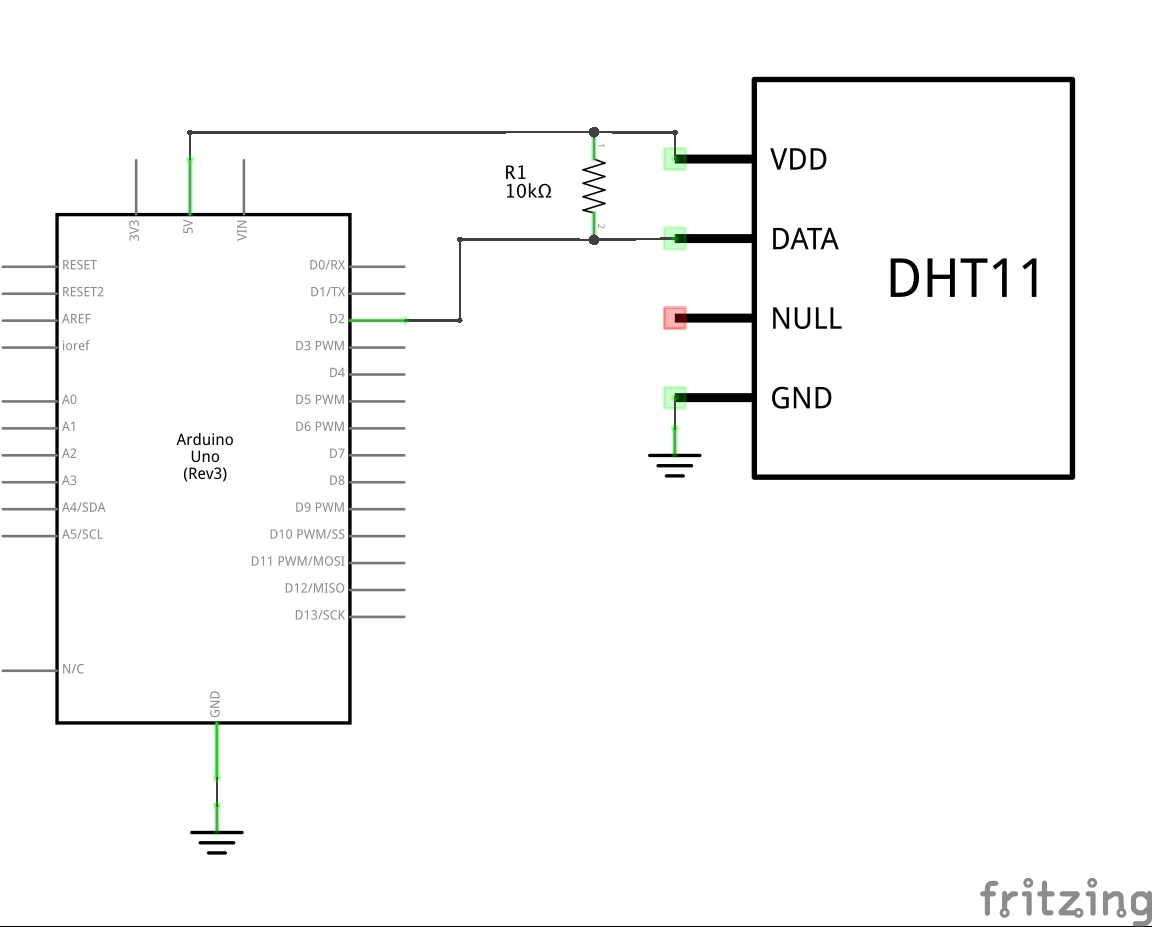 VDD
DATA
NULL
GND
DHT11
R1
10kΩ
1
2
3V3
5V
VIN
RESET
RESET2
AREF
ioref
A0
A1
A2
A3
A4/SDA
A5/SCL
N/C
D0/RX
D1/TX
D2
D3 PWM
D4
D5 PWM
D6 PWM
D7
D8
D9 PWM
D10 PWM/SS
D11 PWM/MOSI
D12/MISO
D13/SCK
Arduino
Uno
(Rev3)
GND
fritzing